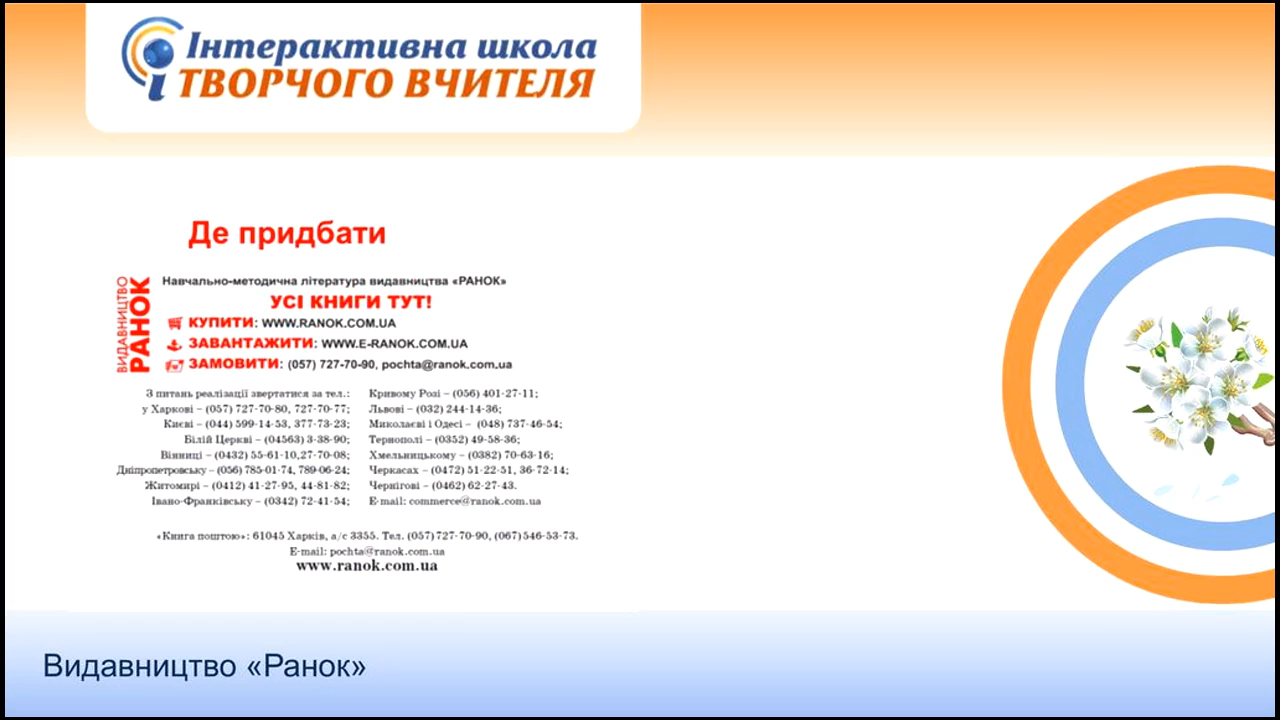 Інтерактивна школа
ТВОРЧОГО ВЧИТЕЛЯ
Де придбати
ВИДАВНИЦТВО
РАНОК
Навчально-методична література видавництва «РАНОК»
УСІ КНИГИ ТУТ!
КУПИТИ: WWW.RANOK.COM.UA
ЗАВАНТАЖИТИ: WWW.E-RANOK.COM.UA
ЗАМОВИТИ: (057) 727-70-90, pochta@ranok.com.ua
З питань реалізації звертатися за тел.:
у Харкові – (057) 727-70-80, 727-70-77;
Києві – (044) 599-14-53, 377-73-23;
Білій Церкві – (04563) 3-38-90;
Вінниці – (0432) 55-61-10,27-70-08;
Дніпропетровську – (056) 785-01-74, 789-06-24;
Житомирі – (0412) 41-27-95, 44-81-82;
Івано-Франківську – (0342) 72-41-54;
Кривому Розі – (056) 401-27-11;
Львові – (032) 244-14-36;
Миколаєві і Одесі – (048) 737-46-54;
Тернополі – (0352) 49-58-36;
Хмельницькому – (0382) 70-63-16;
Черкасах – (0472) 51-22-51, 36-72-14;
Чернігові – (0462) 62-27-43.
E-mail: commerce@ranok.com.ua
«Книга поштою»: 61045 Харків, а/с 3355. Тел. (057) 727-70-90, (067) 546-53-73.
E-mail: pochta@ranok.com.ua
www.ranok.com.ua
Видавництво «Ранок»